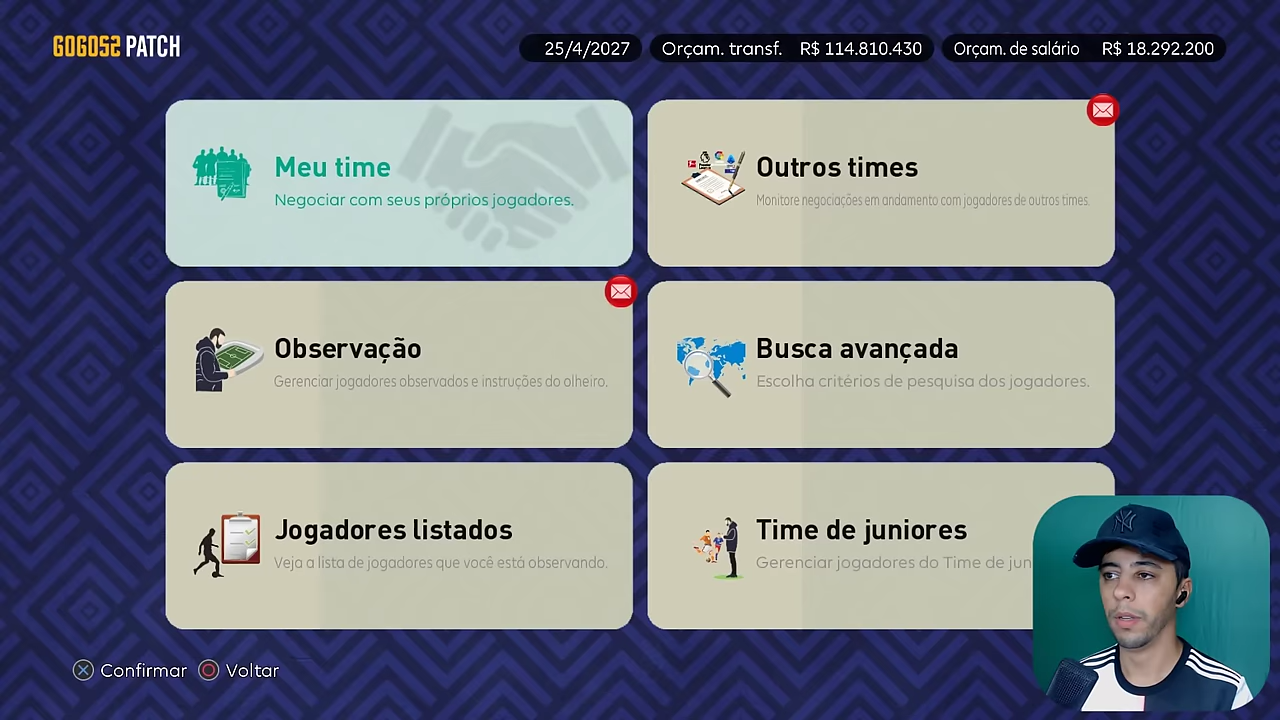 GOGOS2 PATCH
25/4/2027
Orçam. transf. R$ 114.810.430
Orçam. de salário R$ 18.292.200
Meu time
Negociar com seus próprios jogadores.
Outros times
Monitore negociações em andamento com jogadores de outros times.
Observação
Gerenciar jogadores observados e instruções do olheiro.
Busca avançada
Escolha critérios de pesquisa dos jogadores.
Jogadores listados
Veja a lista de jogadores que você está observando.
Time de juniores
Gerenciar jogadores do Time de jun
Confirmar
Voltar
NY